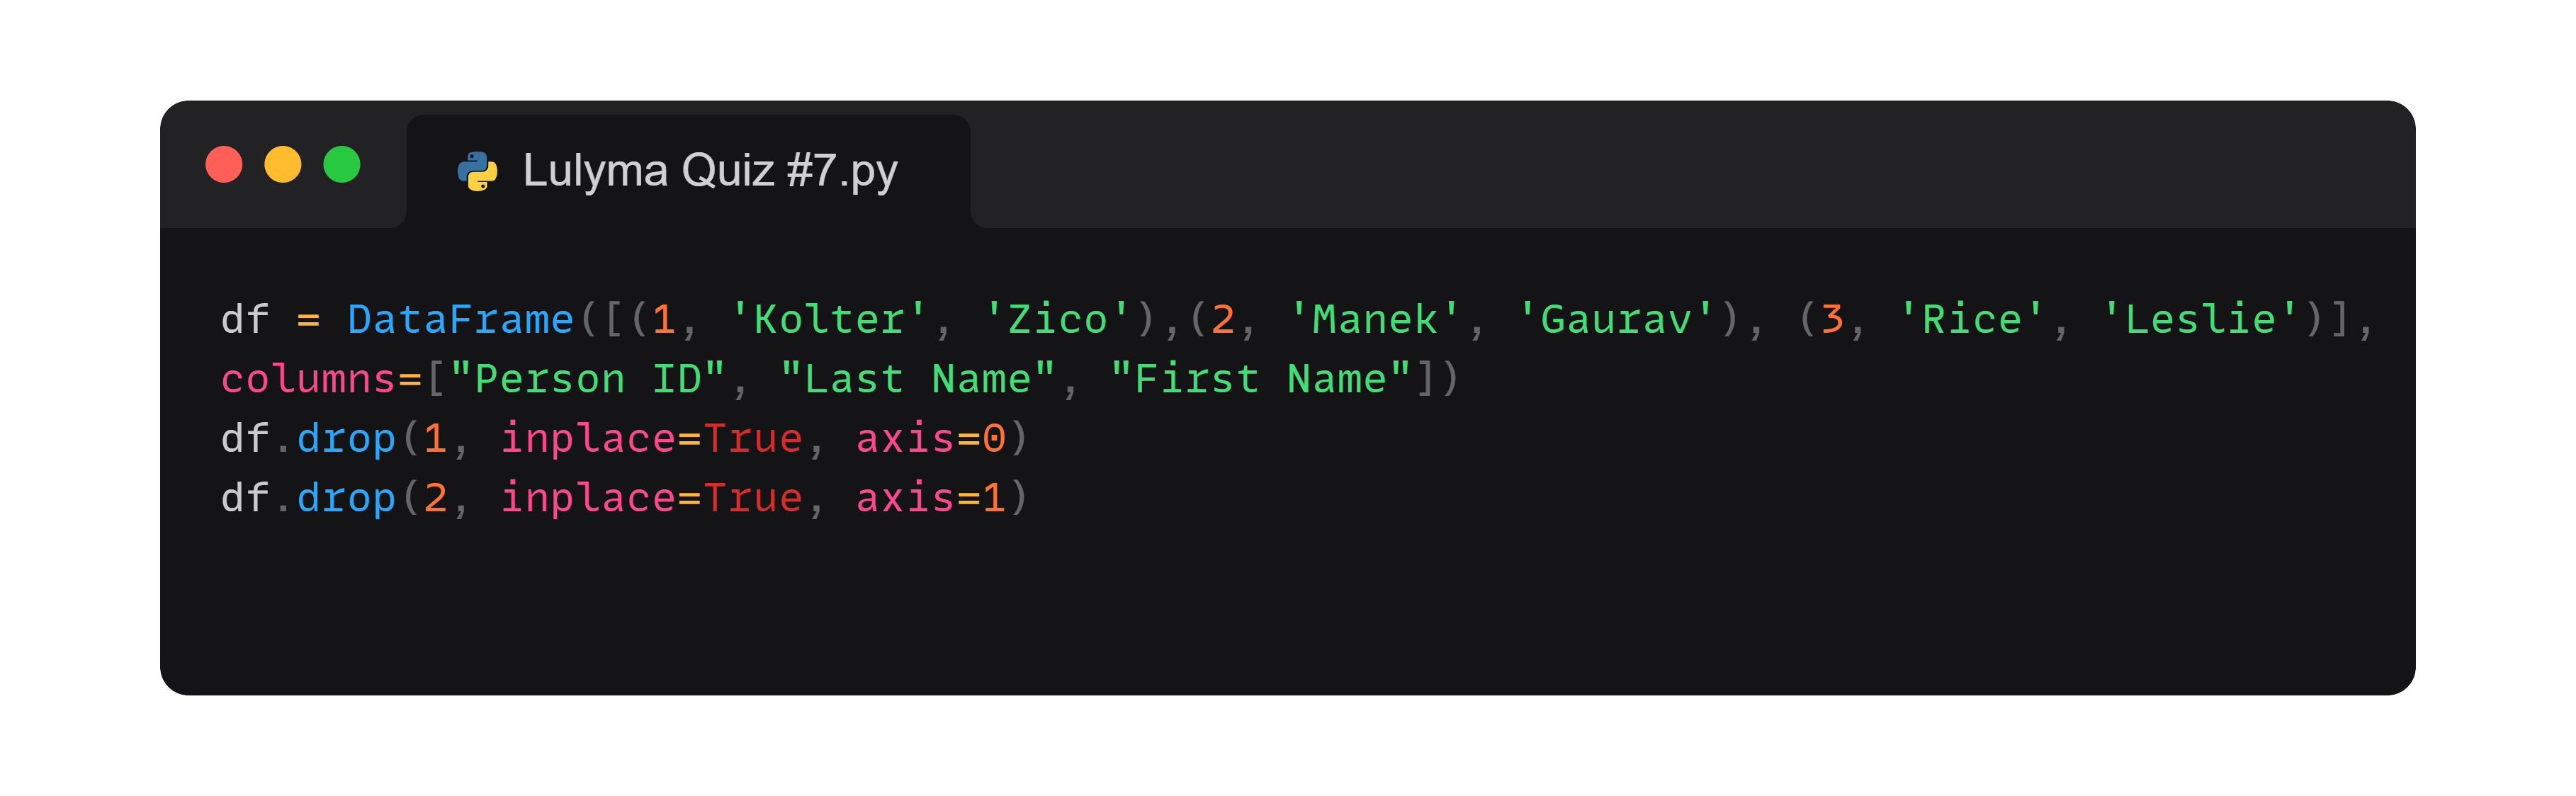 Lulyma Quiz #7.py
df = DataFrame([(1, 'Kolter', 'Zico'),(2, 'Manek', 'Gaurav'), (3, 'Rice', 'Leslie')],
columns=["Person ID", "Last Name", "First Name"])
df.drop(1, inplace=True, axis=0)
df.drop(2, inplace=True, axis=1)